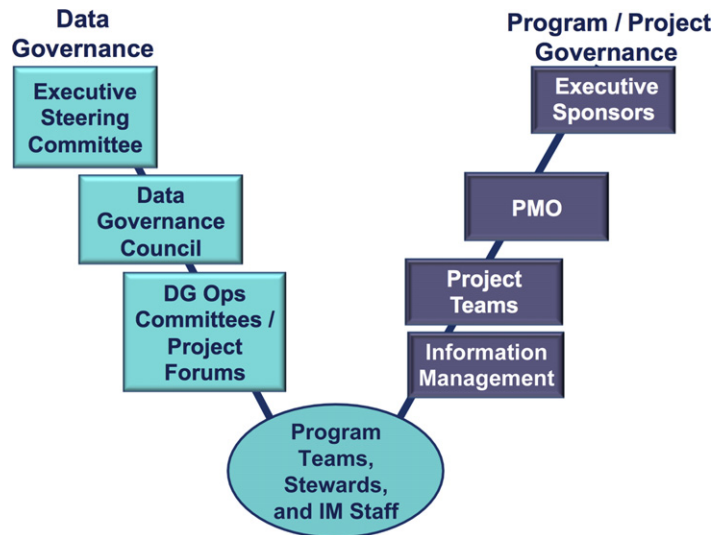 Data
Governance
Executive
Steering
Committee
Data
Governance
Council
DG Ops
Committees /
Project
Forums
Program / Project
Governance
Executive
Sponsors
PMO
Project
Teams
Information
Management
Program
Teams,
Stewards,
and IM Staff